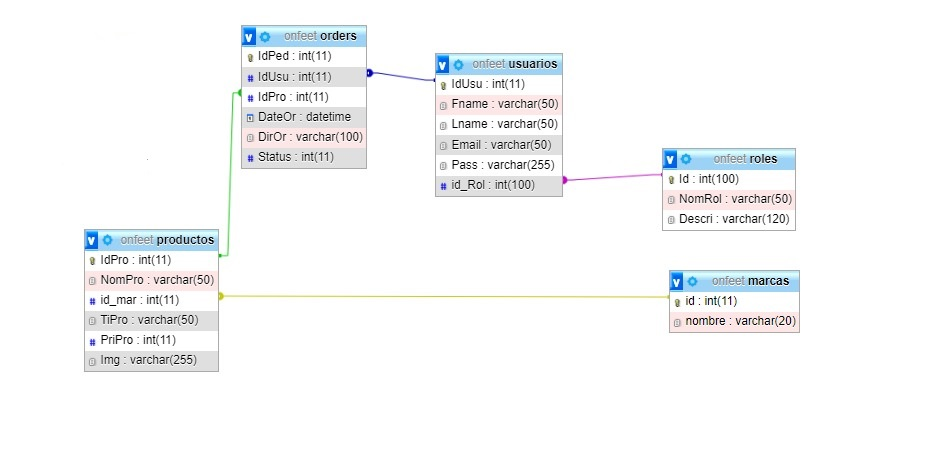 onfeet orders
IdPed : int(11)
IdUsu : int(11)
IdPro : int(11)
DateOr : datetime
DirOr : varchar(100)
Status : int(11)
onfeet usuarios
IdUsu : int(11)
Fname : varchar(50)
Lname : varchar(50)
Email : varchar(50)
Pass : varchar(255)
id_Rol : int(100)
onfeet roles
Id : int(100)
NomRol : varchar(50)
Descri : varchar(120)
onfeet productos
IdPro : int(11)
NomPro : varchar(50)
id_mar : int(11)
TiPro : varchar(50)
PriPro : int(11)
Img : varchar(255)
onfeet marcas
id : int(11)
nombre : varchar(20)